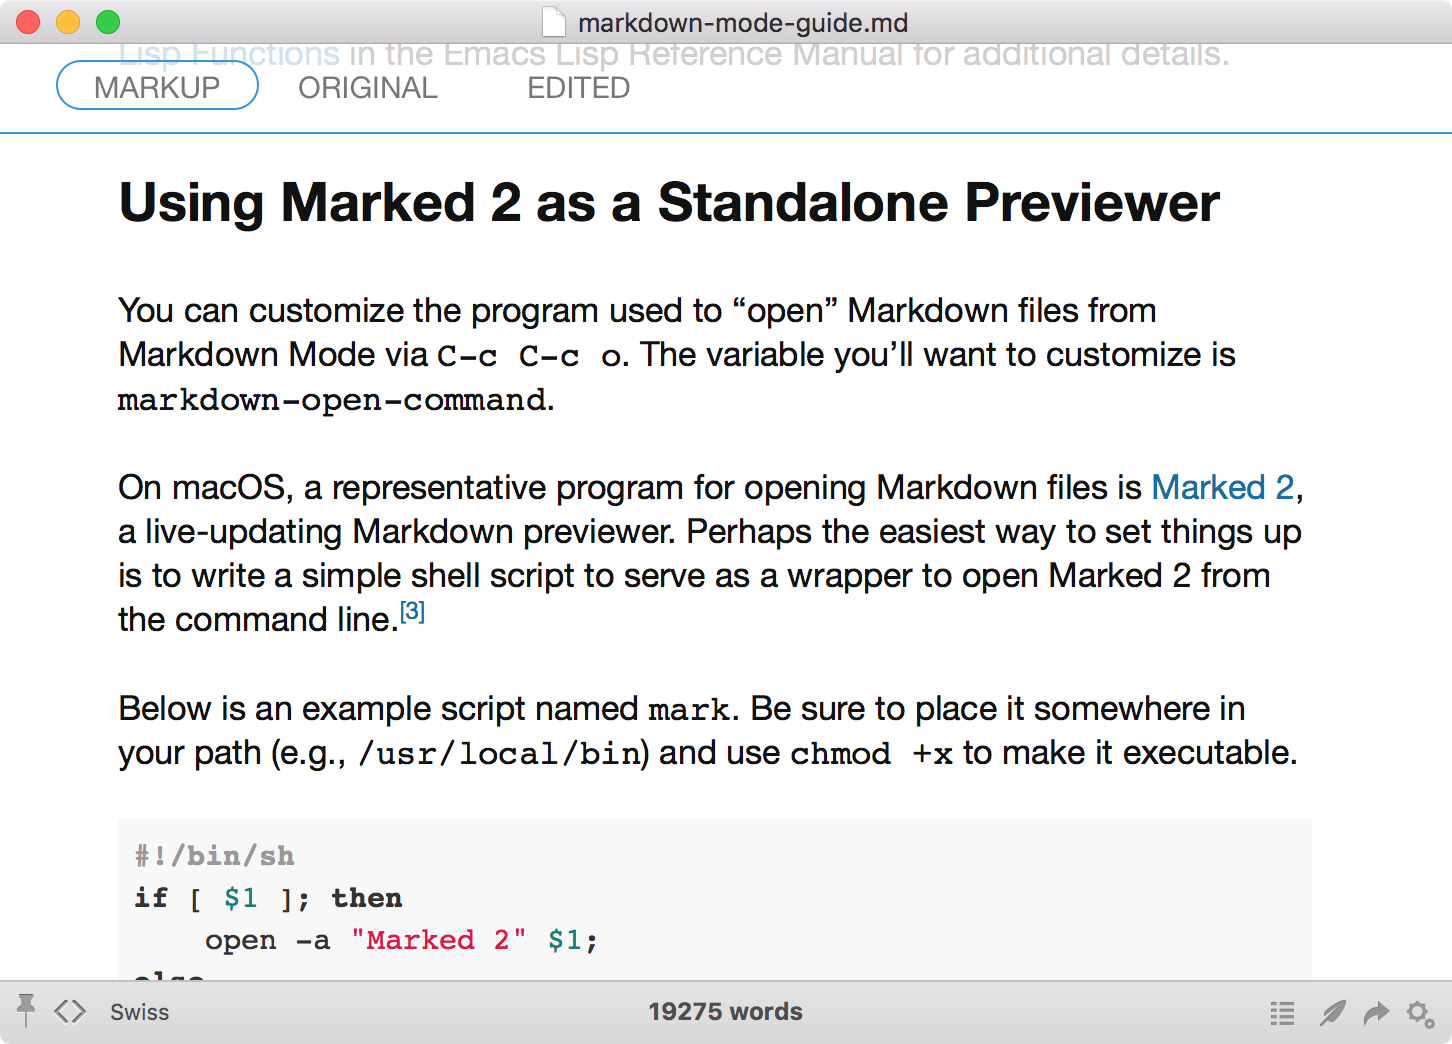 markdown-mode-guide.md
Lisp Functions in the Emacs Lisp Reference Manual for additional details.
MARKUP ORIGINAL EDITED
Using Marked 2 as a Standalone Previewer
You can customize the program used to “open” Markdown files from
Markdown Mode via C-c C-c o. The variable you’ll want to customize is
markdown-open-command.
On macOS, a representative program for opening Markdown files is Marked 2,
a live-updating Markdown previewer. Perhaps the easiest way to set things up
is to write a simple shell script to serve as a wrapper to open Marked 2 from
the command line.[3]
Below is an example script named mark. Be sure to place it somewhere in
your path (e.g., /usr/local/bin) and use chmod +x to make it executable.
#!/bin/sh
if [ $1 ]; then
    open -a "Marked 2" $1;
else
Swiss 19275 words